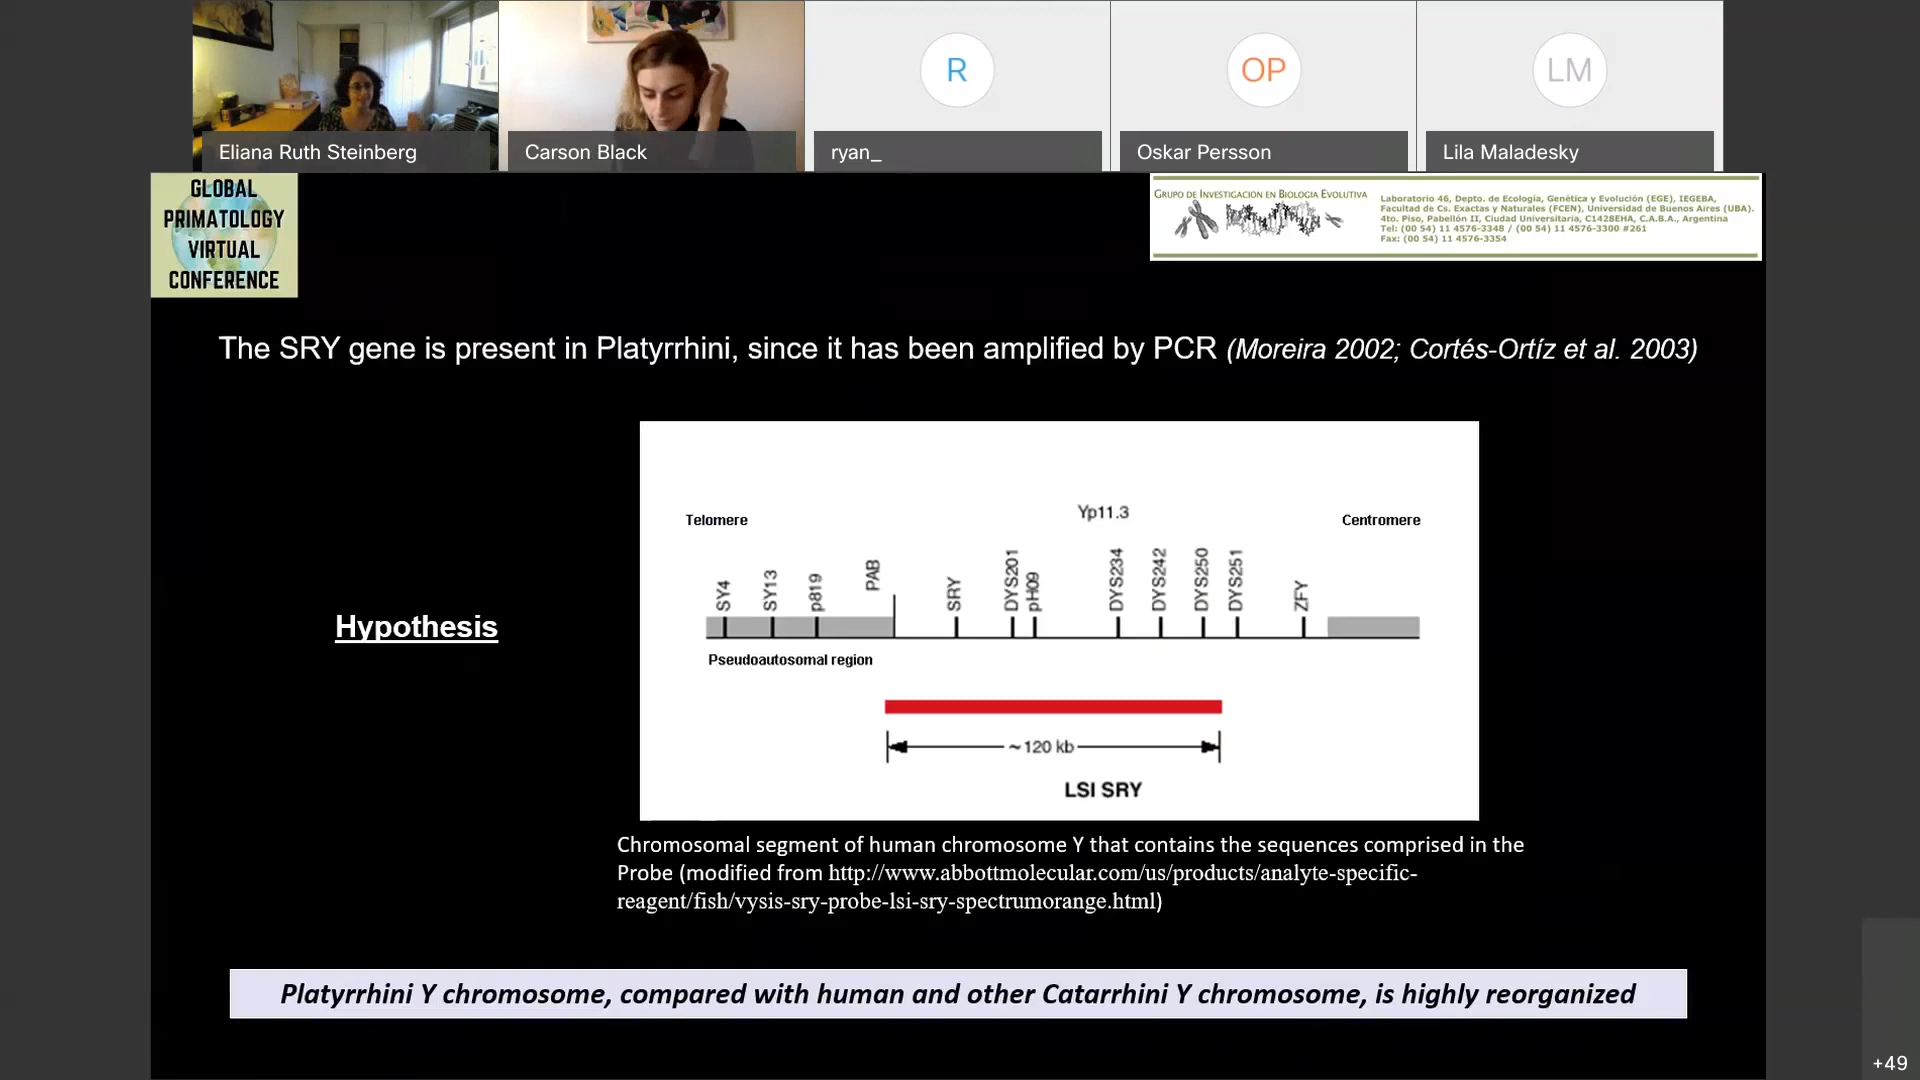 R
OP
LM
Eliana Ruth Steinberg
Carson Black
ryan_
Oskar Persson
Lila Maladesky
GLOBAL
PRIMATOLOGY
VIRTUAL
CONFERENCE
GRUPO DE INVESTIGACIÓN EN BIOLOGÍA EVOLUTIVA
Laboratorio 46, Depto. de Ecología, Genética y Evolución (EGE), IEGEBA,
Facultad de Cs. Exactas y Naturales (FCEN), Universidad de Buenos Aires (UBA).
4to. Piso, Pabellón II, Ciudad Universitaria, C1428EHA, C.A.B.A., Argentina
Tel: (00 54) 11 4576-3348 / (00 54) 11 4576-3300 #261
Fax: (00 54) 11 4576-3354
The SRY gene is present in Platyrrhini, since it has been amplified by PCR (Moreira 2002; Cortés-Ortíz et al. 2003)
Hypothesis
Yp11.3
Telomere
Centromere
SY4
SY13
p819
PAB
SRY
DYS201
pH09
DYS234
DYS242
DYS250
DYS251
ZFY
Pseudoautosomal region
~120 kb
LSI SRY
Chromosomal segment of human chromosome Y that contains the sequences comprised in the
Probe (modified from http://www.abbottmolecular.com/us/products/analyte-specific-
reagent/fish/vysis-sry-probe-lsi-sry-spectrumorange.html)
Platyrrhini Y chromosome, compared with human and other Catarrhini Y chromosome, is highly reorganized
+49